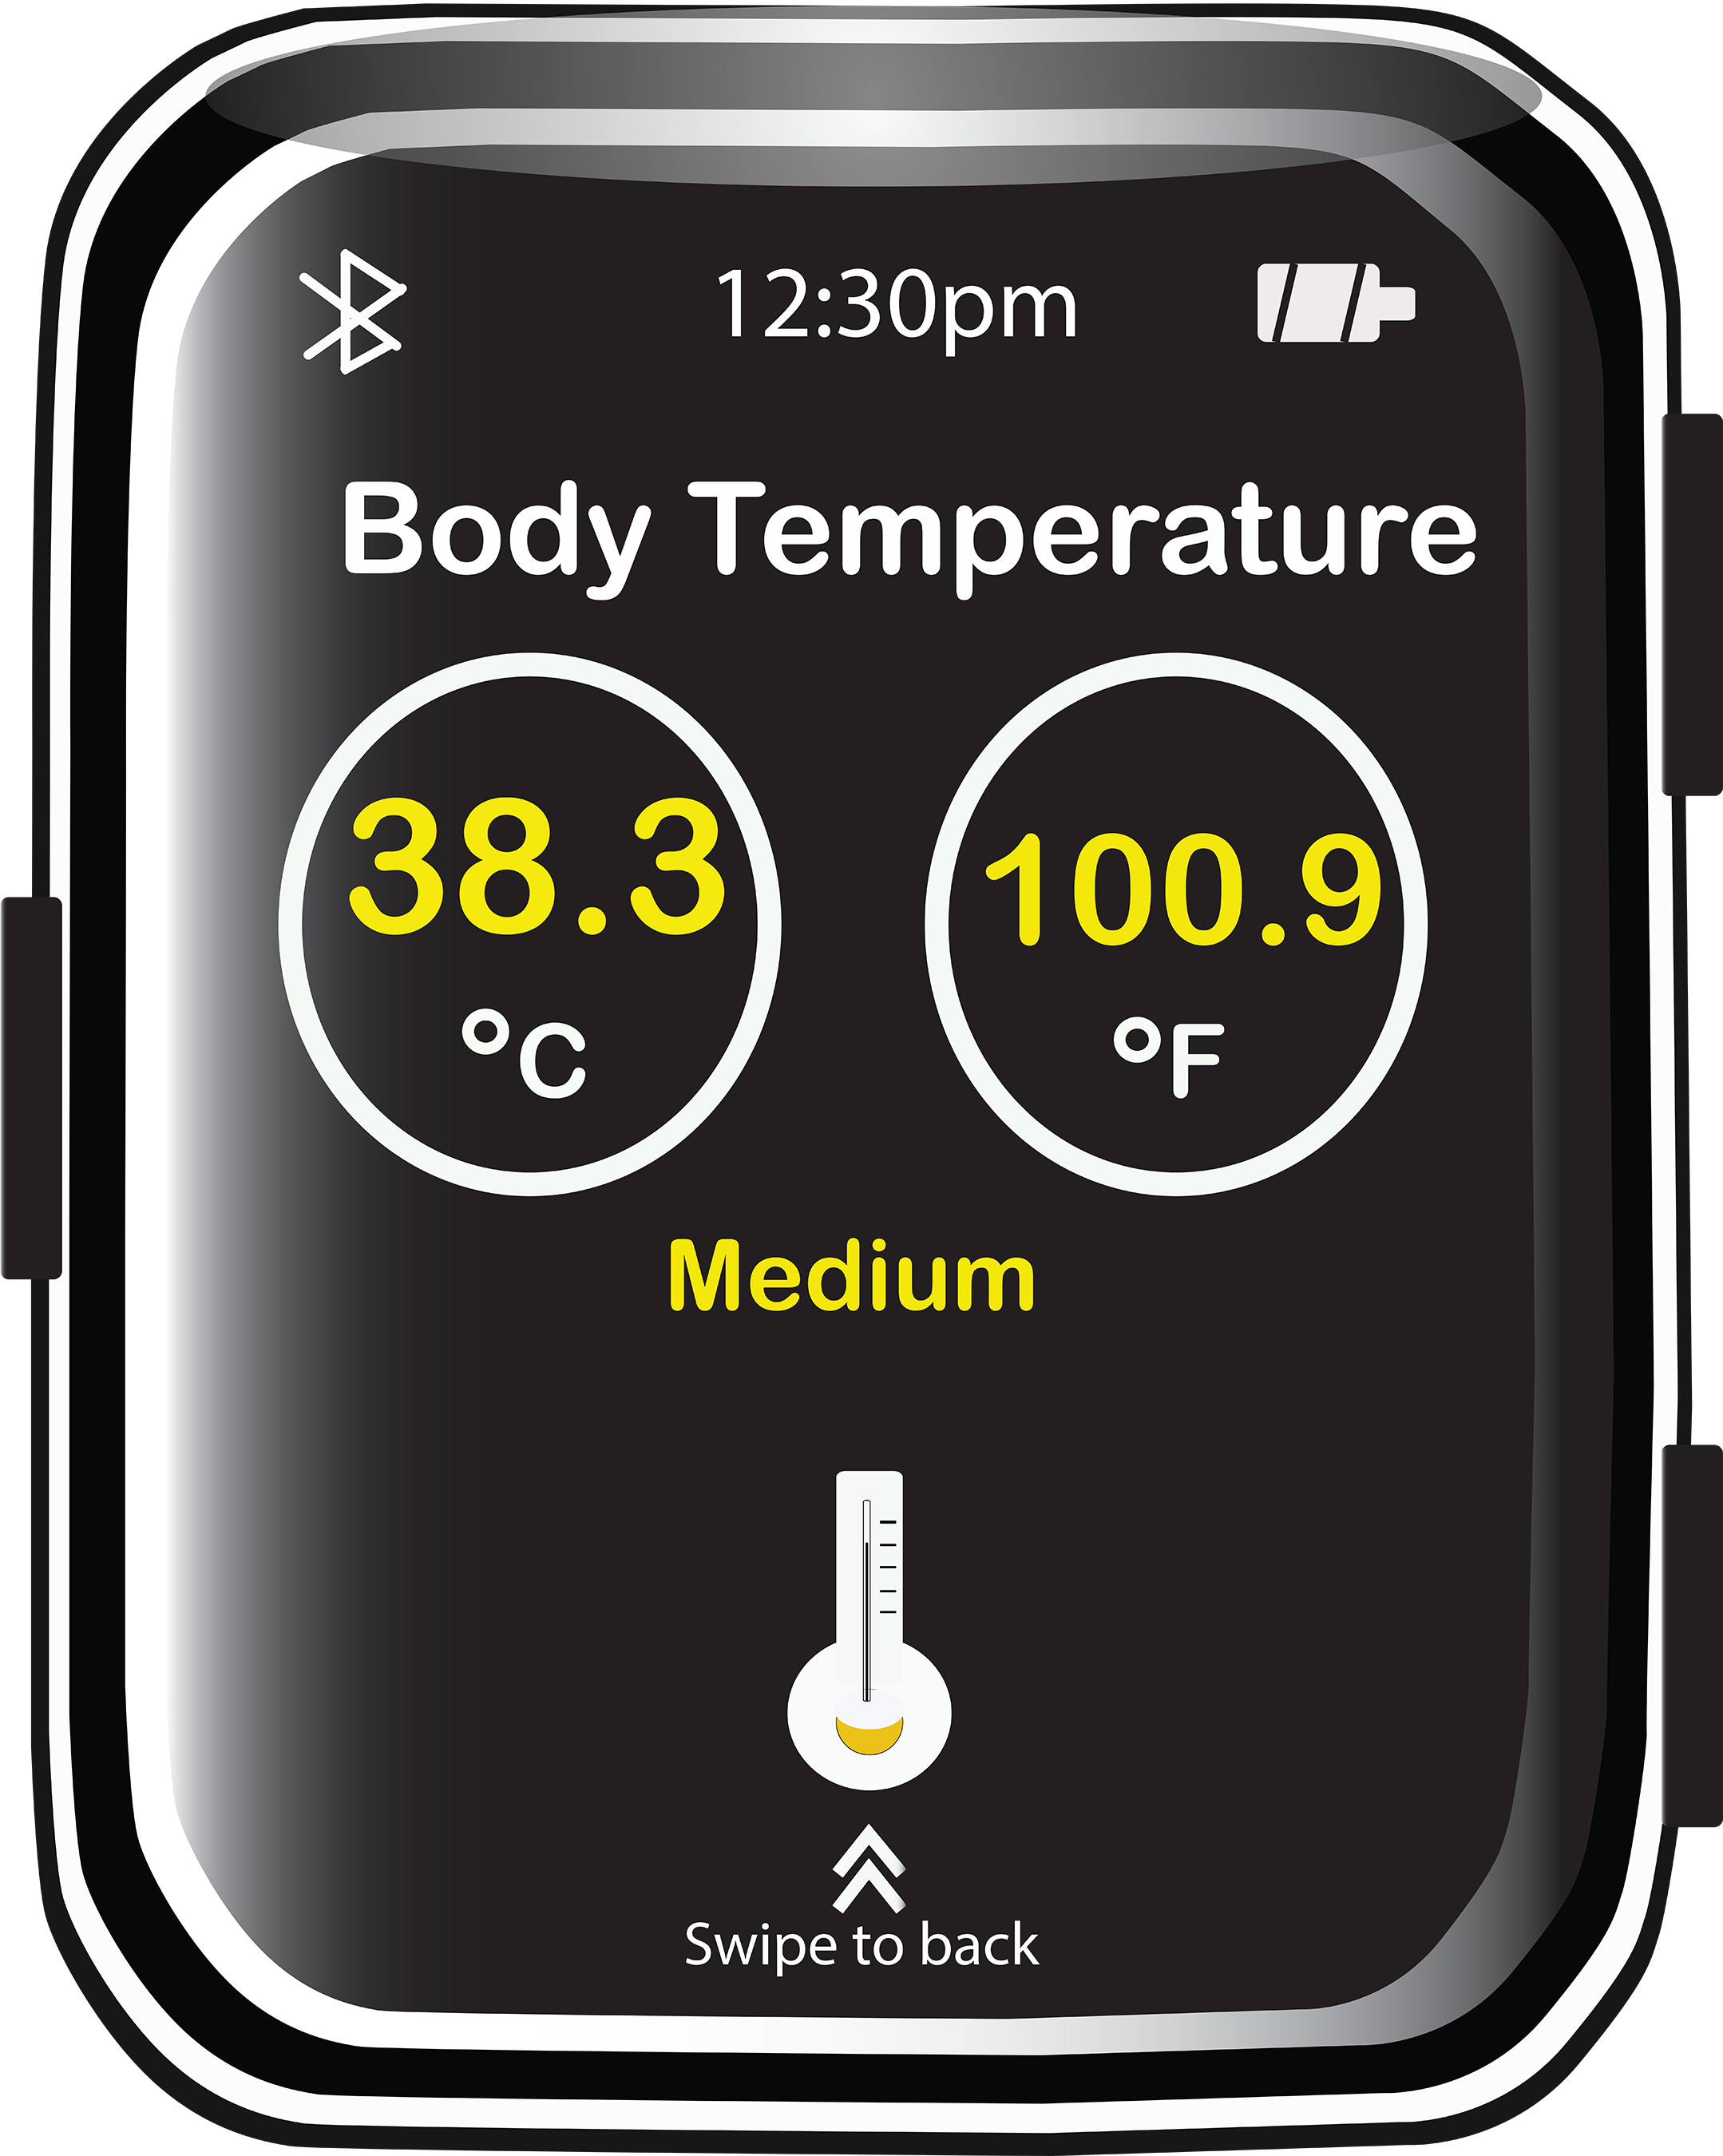 12:30pm
Body Temperature
38.3 100.9
°C °F
Medium
Swipe to back